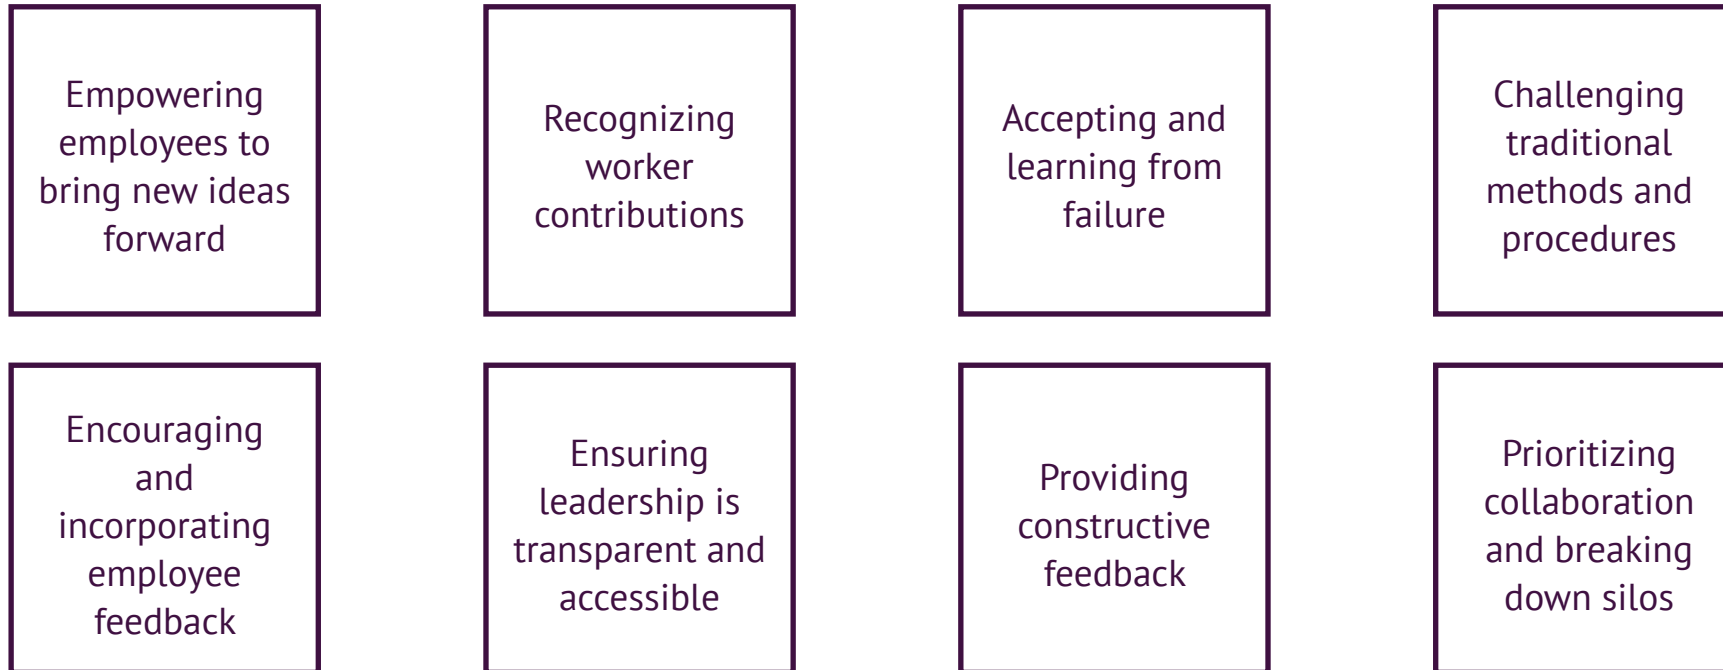 Empowering
employees to
bring new ideas
forward
Recognizing
worker
contributions
Accepting and
learning from
failure
Challenging
traditional
methods and
procedures
Encouraging
and
incorporating
employee
feedback
Ensuring
leadership is
transparent and
accessible
Providing
constructive
feedback
Prioritizing
collaboration
and breaking
down silos